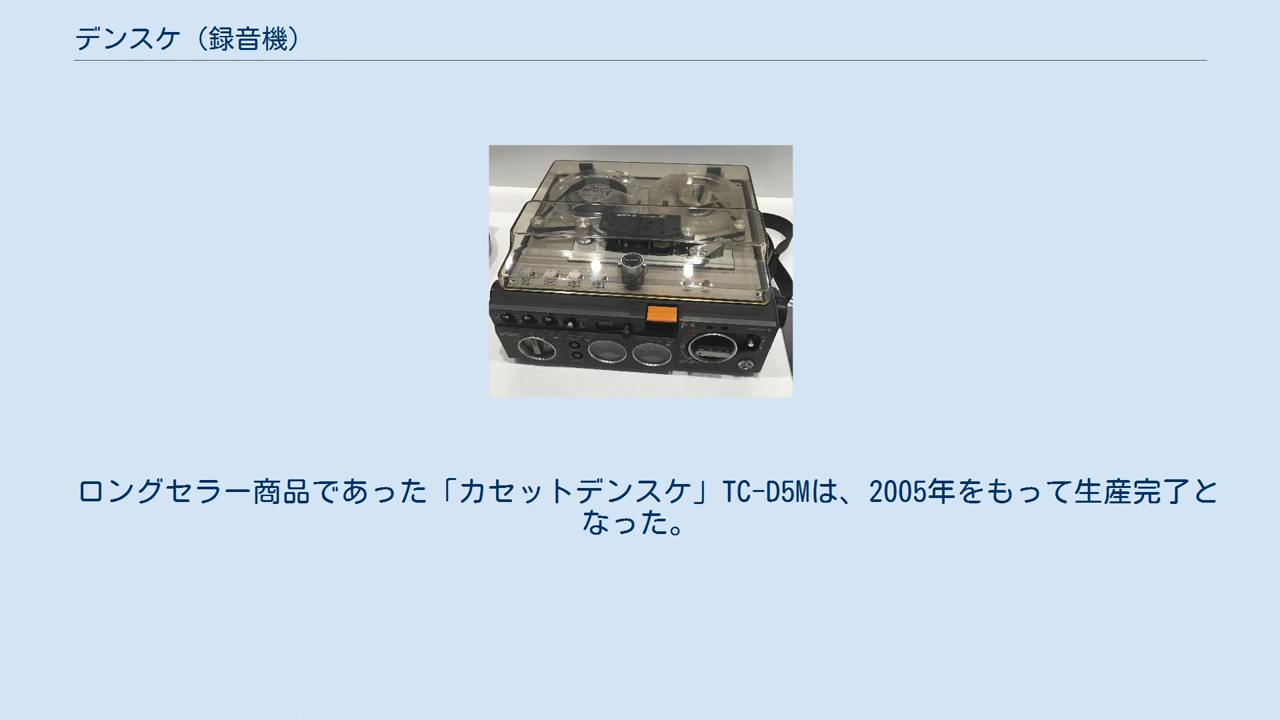 デンスケ（録音機）
ロングセラー商品であった「カセットデンスケ」TC-D5Mは、2005年をもって生産完了と
なった。